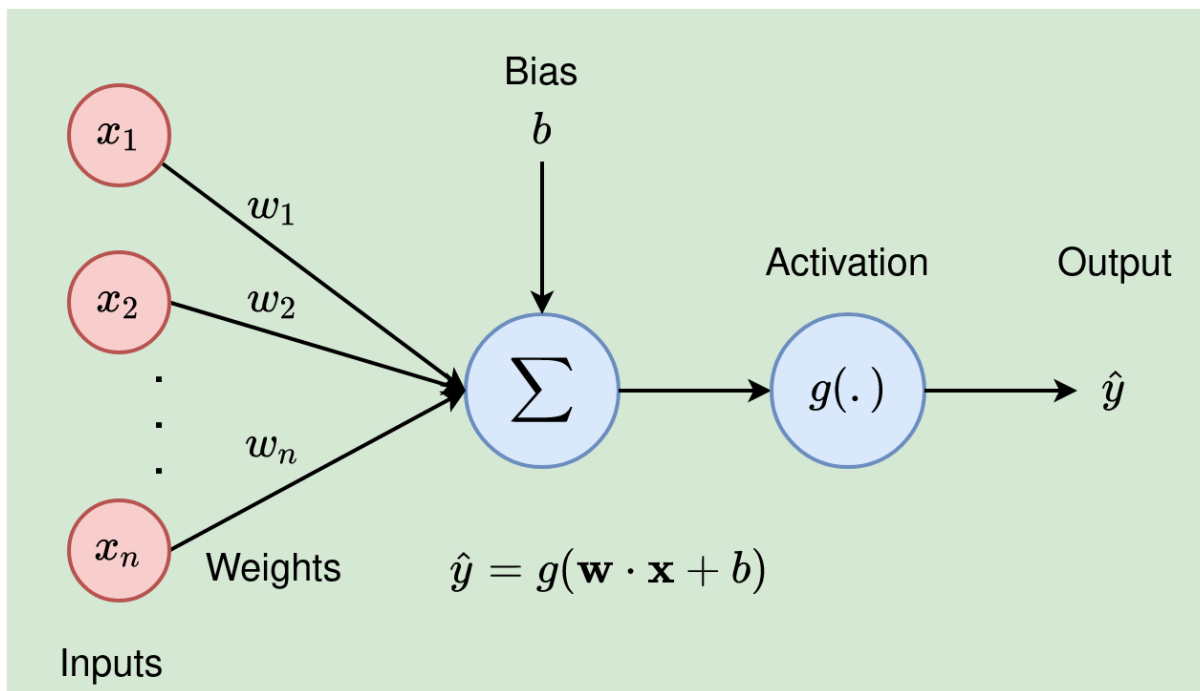 Bias
b
x₁
w₁
x₂
w₂
Activation
Output
∑
g(.)
ŷ
.
.
.
wₙ
xₙ
Weights
ŷ = g(w · x + b)
Inputs